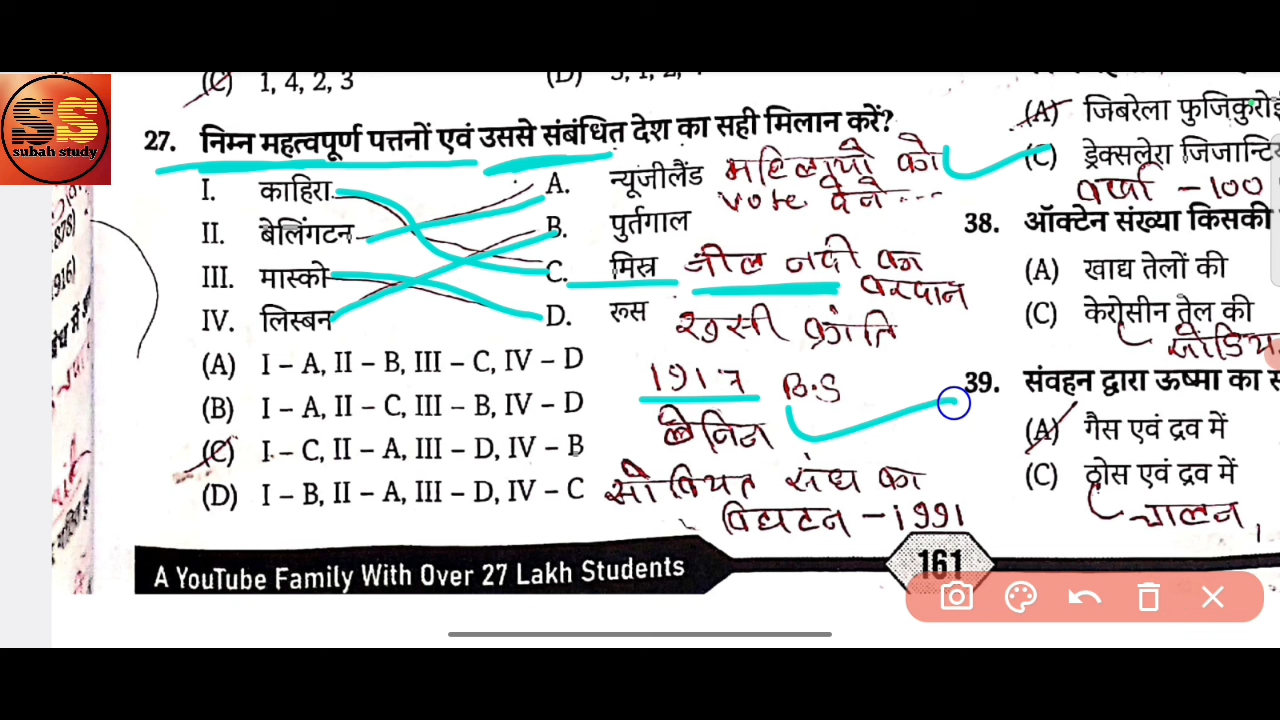 (C) 1, 4, 2, 3
SS
subah study
27. निम्न महत्वपूर्ण पत्तनों एवं उससे संबंधित देश का सही मिलान करें?
I. काहिरा A. न्यूजीलैंड महिलाओं को
vote देने ...
II. बेलिंगटन B. पुर्तगाल
III. मास्को C. मिस्र नील नदी का
वरदान
IV. लिस्बन D. रूस
रूसी क्रांति
(A) I – A, II – B, III – C, IV – D
1917 B.S
(B) I – A, II – C, III – B, IV – D
लेनिन
(C) I – C, II – A, III – D, IV – B
(D) I – B, II – A, III – D, IV – C
सोवियत संघ का
विघटन – 1991
(A) जिबरेला फुजिकुरोई
(C) ड्रेक्सलेरा जिजान्टि
वर्षा – 100
38. ऑक्टेन संख्या किसकी
(A) खाद्य तेलों की
(C) केरोसीन तेल की
39. संवहन द्वारा ऊष्मा का
(A) गैस एवं द्रव में
(C) ठोस एवं द्रव में
चालन
A YouTube Family With Over 27 Lakh Students
161